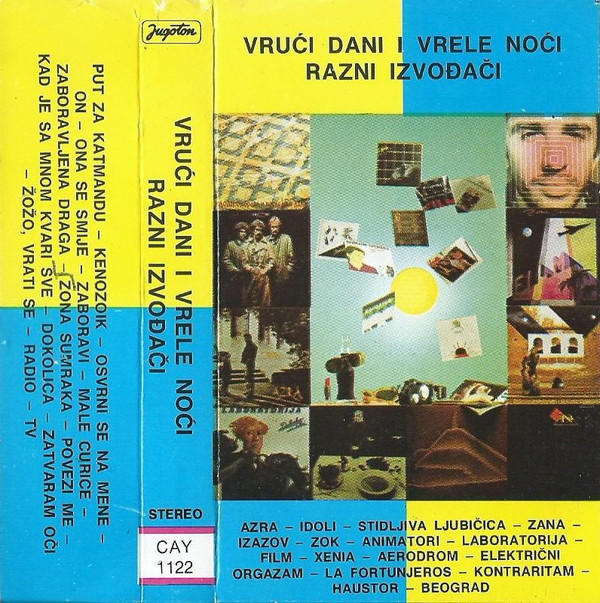 PUT ZA KATMANDU – KENOZOIK – OSVRNI SE NA MENE –
ON – ONA SE SMIJE – ZABORAVI – MALE CURICE –
ZABORAVLJENA DRAGA – ZONA SUMRAKA – POVEZI ME –
KAD JE SA MNOM KVARI SVE – DOKOLICA – ZATVARAM OČI
– ŽOŽO, VRATI SE – RADIO – TV
Jugoton
VRUĆI DANI I VRELE NOĆI
RAZNI IZVOĐAČI
STEREO
CAY
1122
VRUĆI DANI I VRELE NOĆI
RAZNI IZVOĐAČI
FILM
LABORATORIJA
AZRA – IDOLI – STIDLJIVA LJUBIČICA – ZANA –
IZAZOV – ZOK – ANIMATORI – LABORATORIJA –
FILM – XENIA – AERODROM – ELEKTRIČNI
ORGAZAM – LA FORTUNJEROS – KONTRARITAM –
HAUSTOR – BEOGRAD